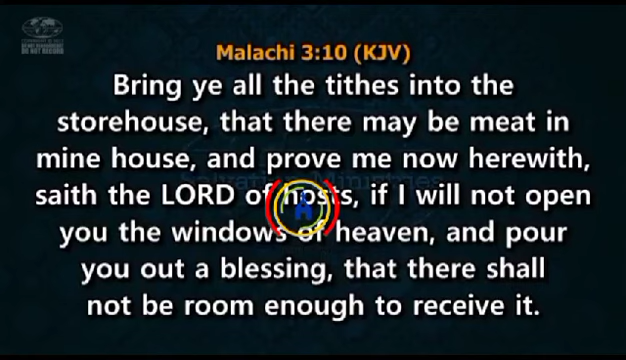 Malachi 3:10 (KJV)
Bring ye all the tithes into the
storehouse, that there may be meat in
mine house, and prove me now herewith,
saith the LORD of hosts, if I will not open
you the windows of heaven, and pour
you out a blessing, that there shall
not be room enough to receive it.